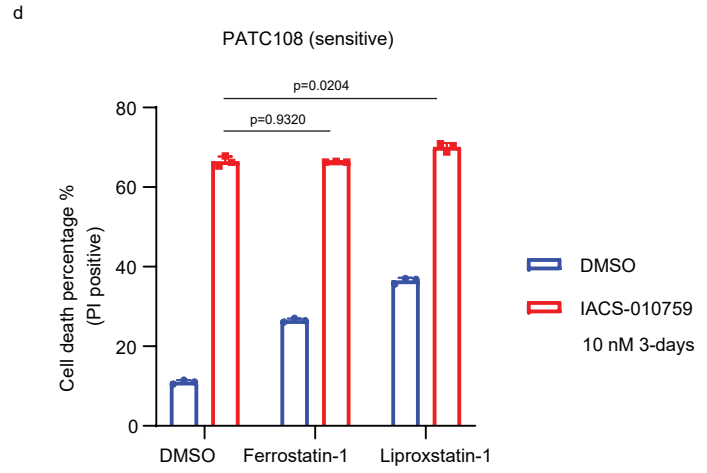 d
PATC108 (sensitive)
p=0.0204
p=0.9320
Cell death percentage %
(PI positive)
80
60
40
20
0
DMSO
Ferrostatin-1
Liproxstatin-1
DMSO
IACS-010759
10 nM 3-days